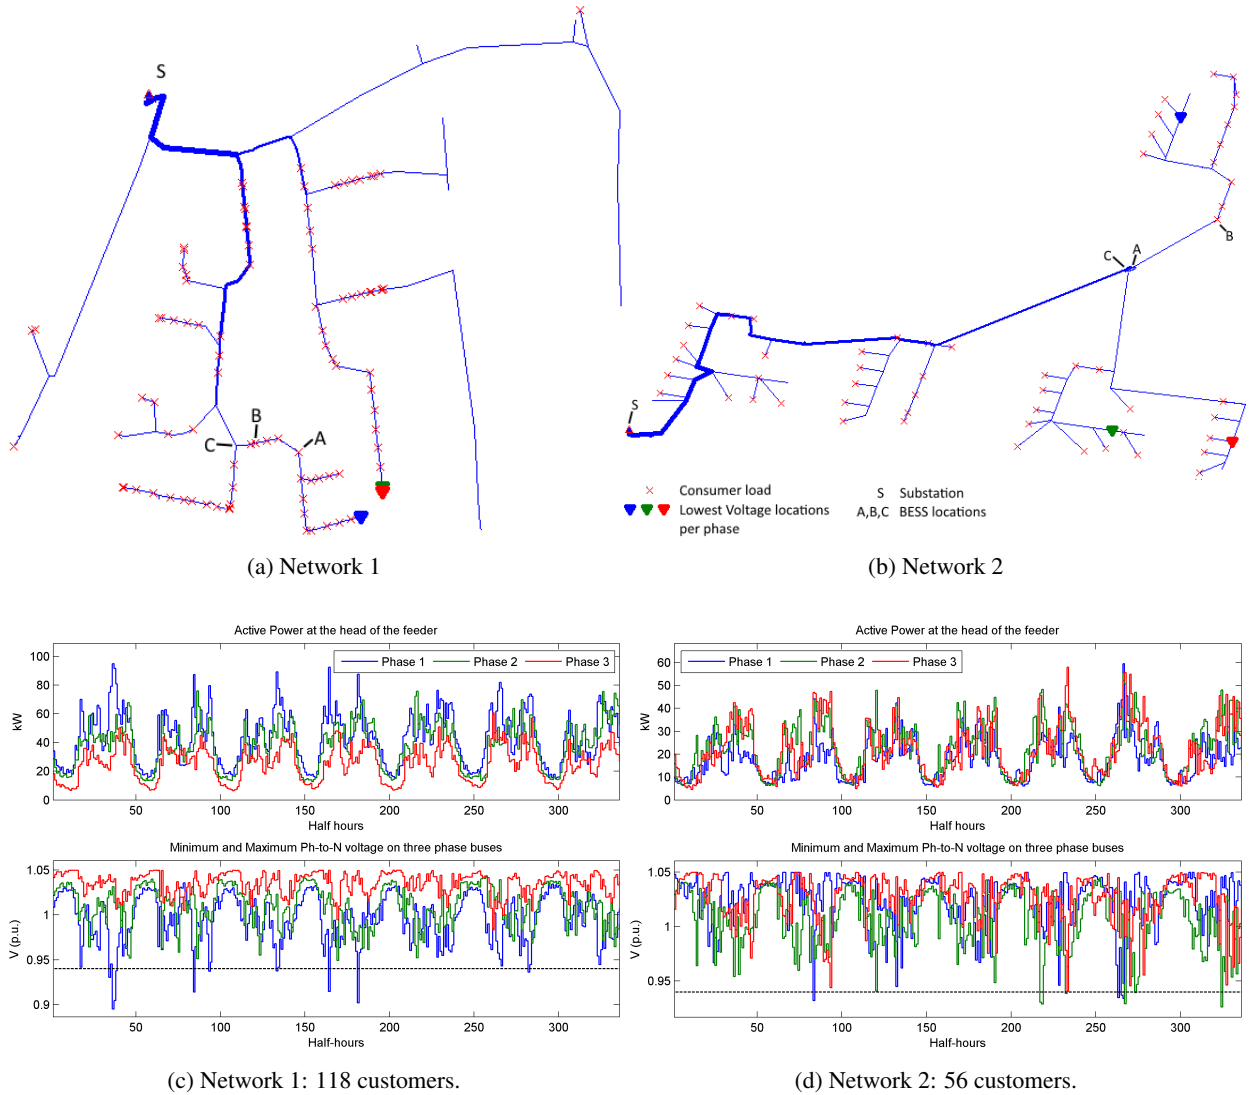 S
B
C
A
S
A
C
B
Consumer load
Lowest Voltage locations
per phase
S Substation
A,B,C BESS locations
(a) Network 1
(b) Network 2
Active Power at the head of the feeder
kW
100
80
60
40
20
0
Phase 1 Phase 2 Phase 3
50 100 150 200 250 300
Half hours
Minimum and Maximum Ph-to-N voltage on three phase buses
V (p.u.)
1.05
1
0.95
0.9
50 100 150 200 250 300
Half-hours
Active Power at the head of the feeder
kW
60
50
40
30
20
10
0
Phase 1 Phase 2 Phase 3
50 100 150 200 250 300
Half hours
Minimum and Maximum Ph-to-N voltage on three phase buses
V (p.u.)
1.05
1
0.95
50 100 150 200 250 300
Half-hours
(c) Network 1: 118 customers.
(d) Network 2: 56 customers.